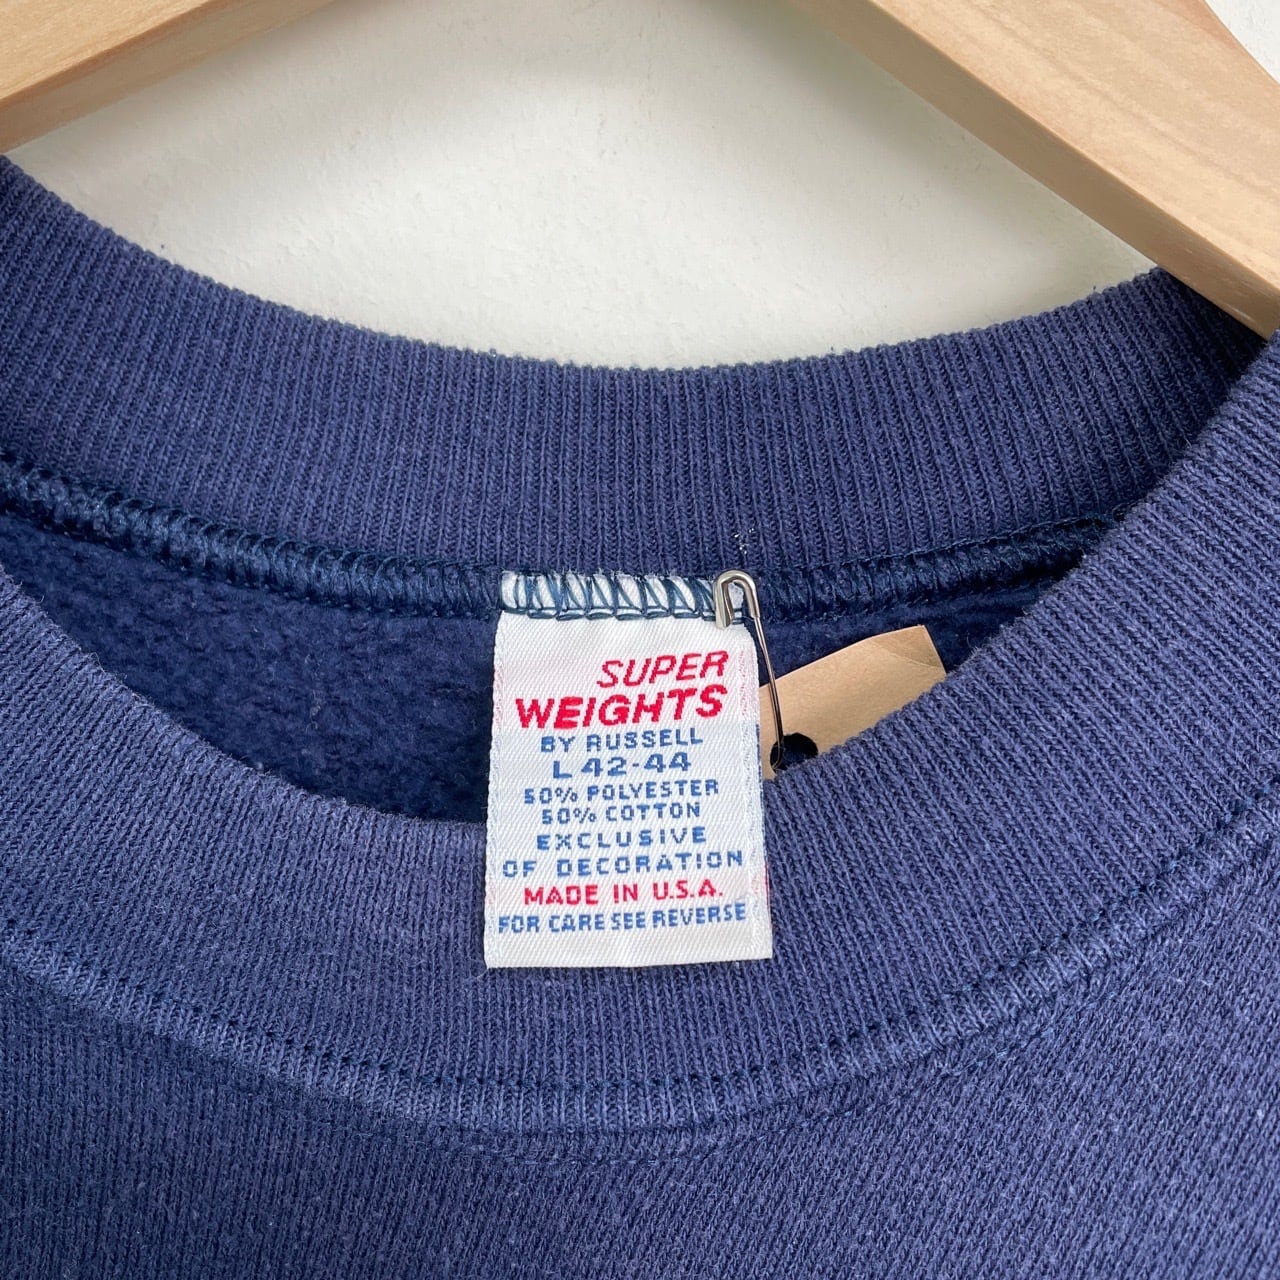 SUPER
WEIGHTS
BY RUSSELL
L 42-44
50% POLYESTER
50% COTTON
EXCLUSIVE
OF DECORATION
MADE IN U.S.A.
FOR CARE SEE REVERSE